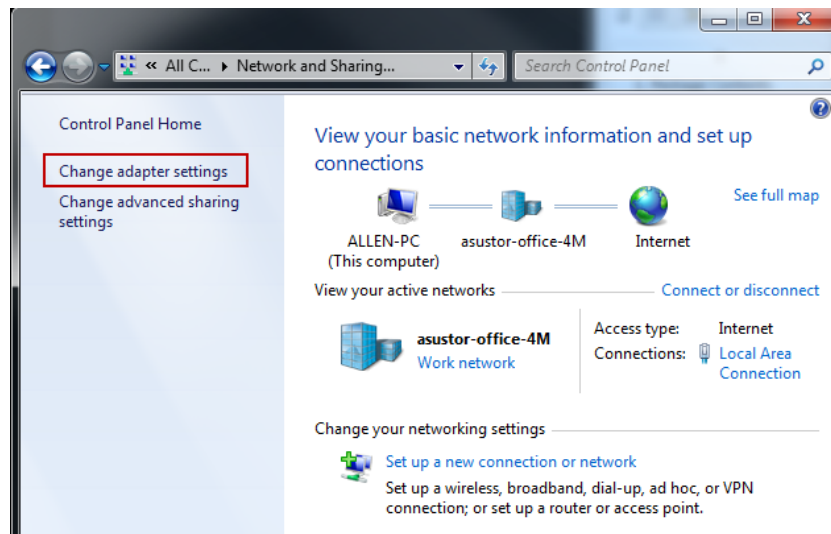 « All C... ▸ Network and Sharing...
Search Control Panel
Control Panel Home
Change adapter settings
Change advanced sharing
settings
View your basic network information and set up
connections
See full map
ALLEN-PC
(This computer)
asustor-office-4M
Internet
View your active networks
Connect or disconnect
asustor-office-4M
Work network
Access type: Internet
Connections: Local Area
Connection
Change your networking settings
Set up a new connection or network
Set up a wireless, broadband, dial-up, ad hoc, or VPN
connection; or set up a router or access point.